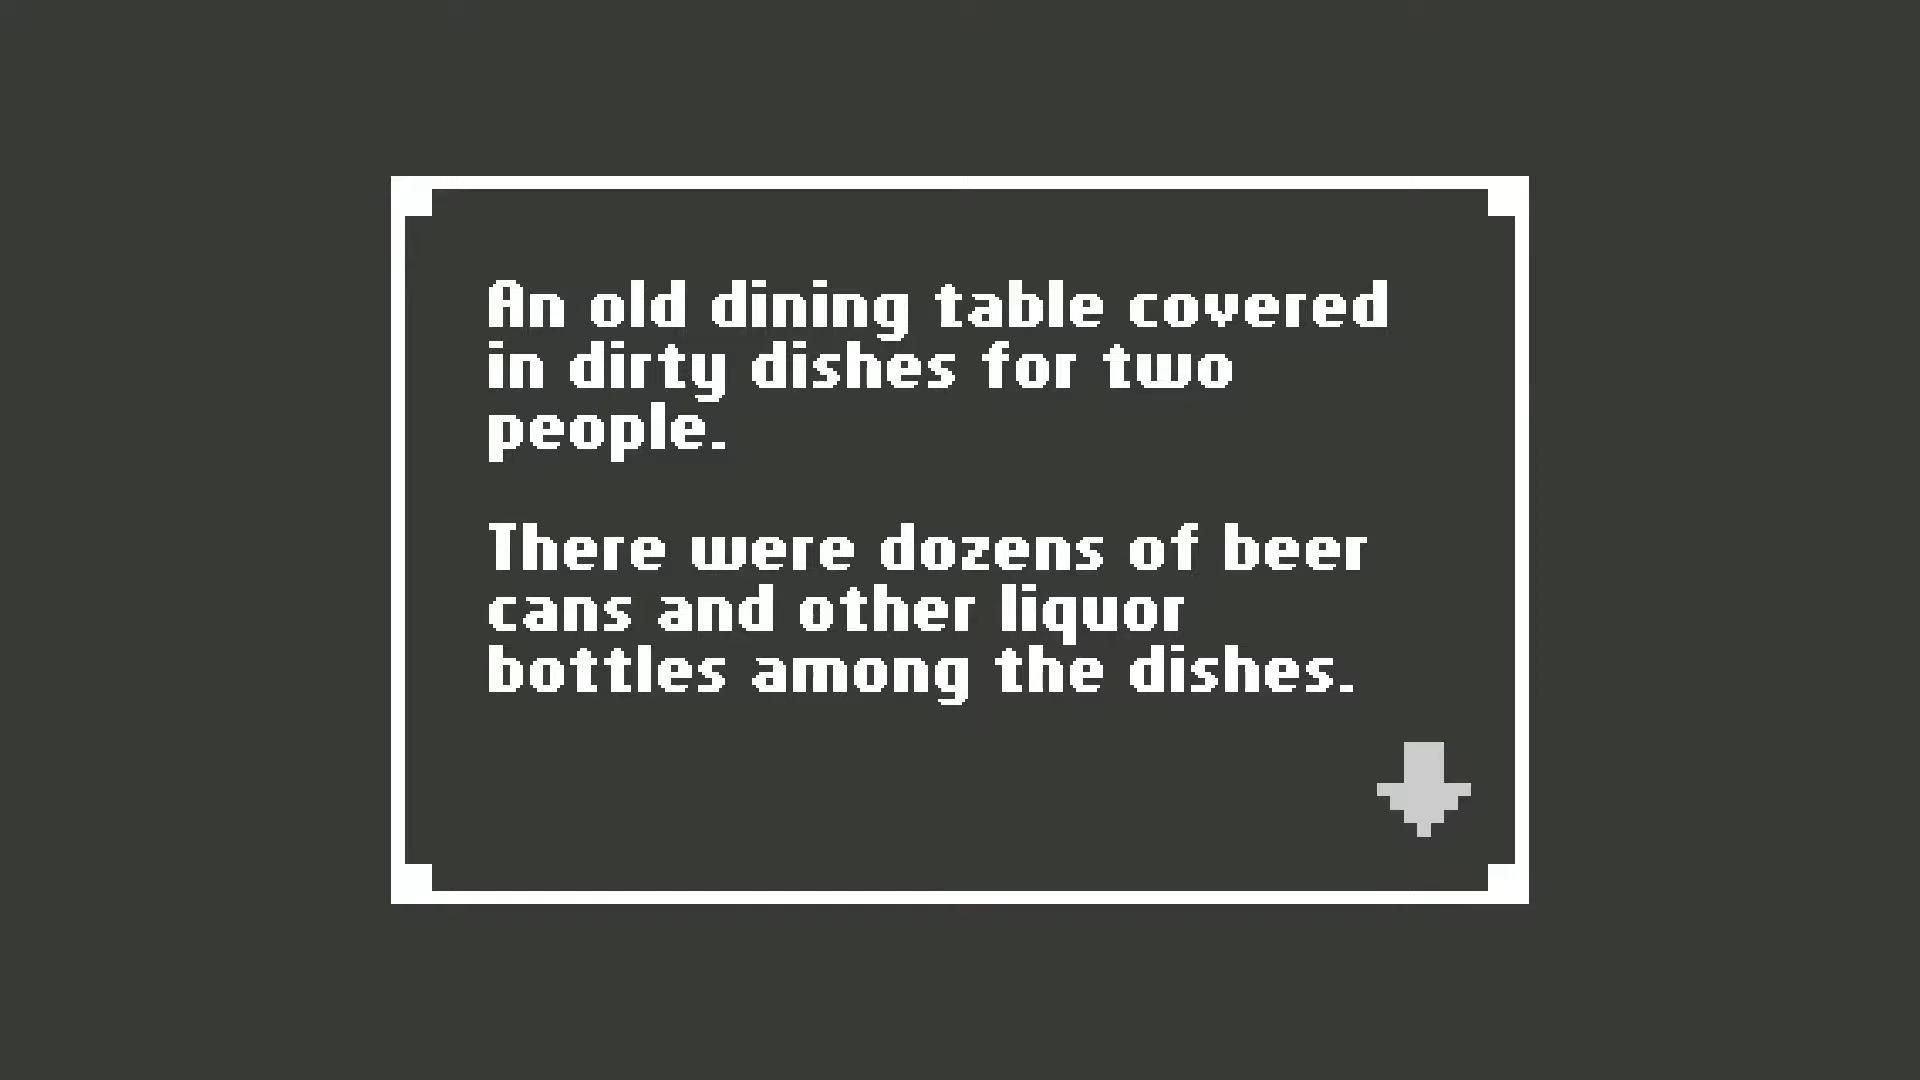 An old dining table covered
in dirty dishes for two
people.
There were dozens of beer
cans and other liquor
bottles among the dishes.